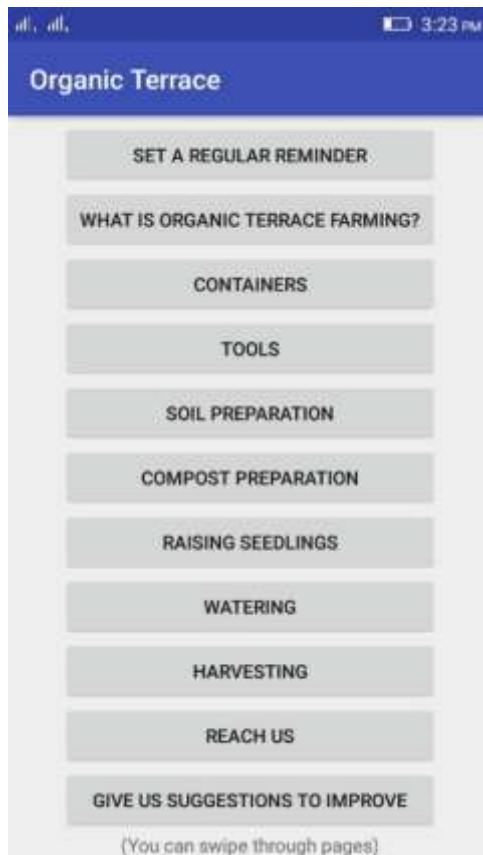 3:23 PM
Organic Terrace
SET A REGULAR REMINDER
WHAT IS ORGANIC TERRACE FARMING?
CONTAINERS
TOOLS
SOIL PREPARATION
COMPOST PREPARATION
RAISING SEEDLINGS
WATERING
HARVESTING
REACH US
GIVE US SUGGESTIONS TO IMPROVE
(You can swipe through pages)